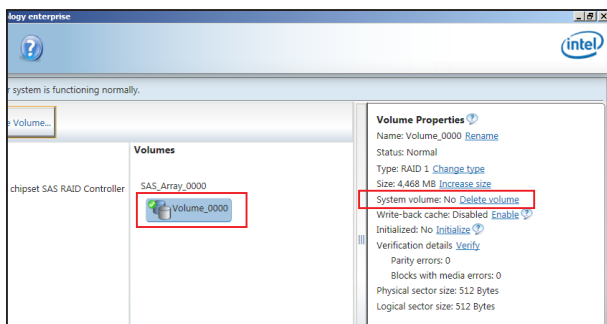 logy enterprise
intel
system is functioning normally.
Volume...
Volumes
chipset SAS RAID Controller
SAS_Array_0000
Volume_0000
Volume Properties ?
Name: Volume_0000 Rename
Status: Normal
Type: RAID 1 Change type
Size: 4,468 MB Increase size
System volume: No Delete volume
Write-back cache: Disabled Enable ?
Initialized: No Initialize ?
Verification details Verify
Parity errors: 0
Blocks with media errors: 0
Physical sector size: 512 Bytes
Logical sector size: 512 Bytes